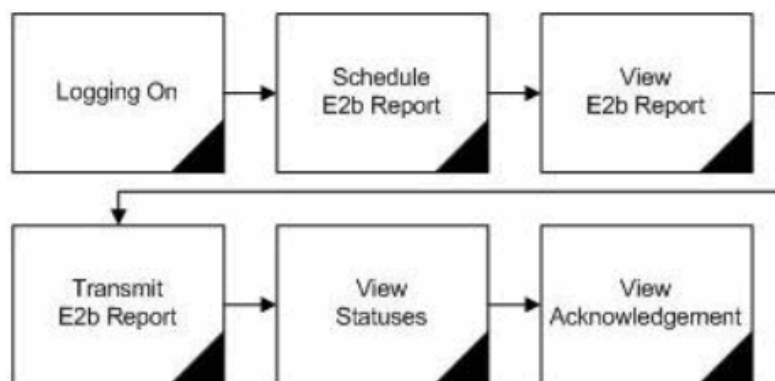 Logging On
Schedule
E2b Report
View
E2b Report
Transmit
E2b Report
View
Statuses
View
Acknowledgement